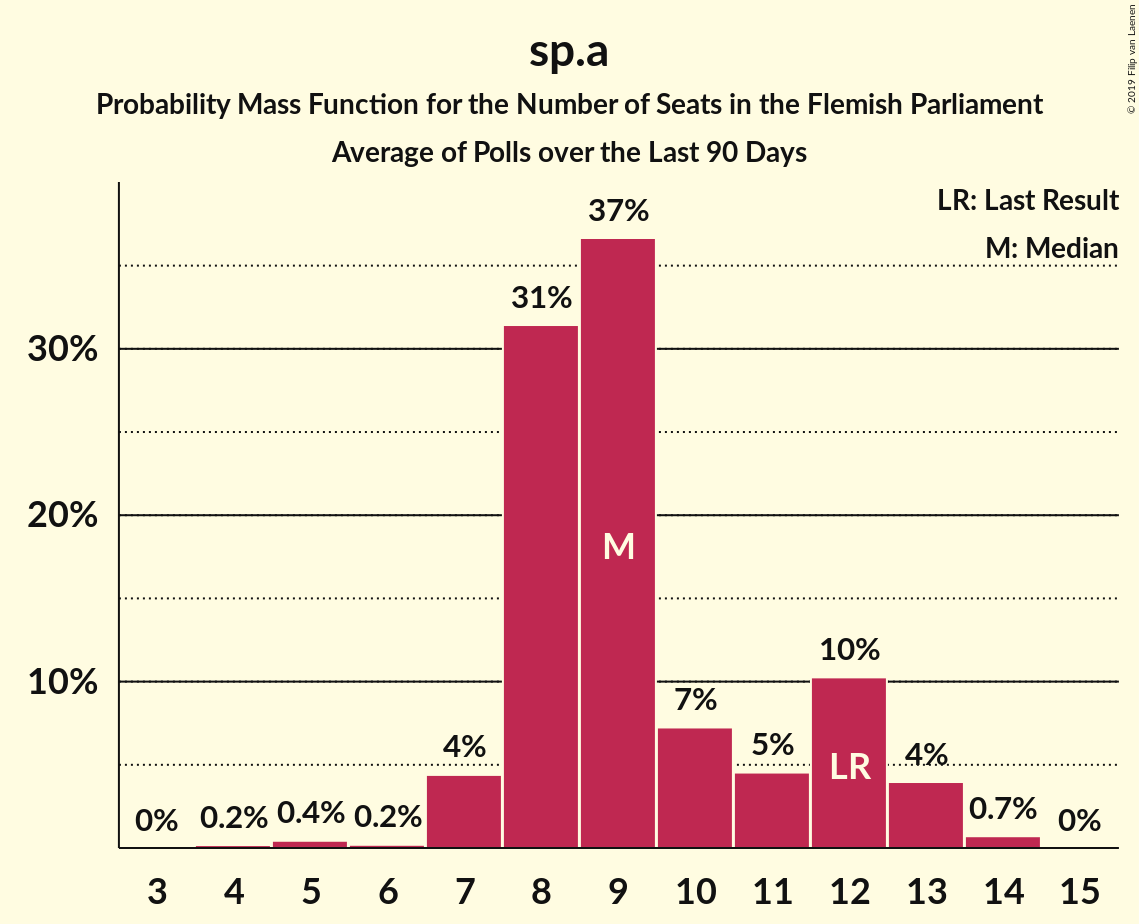 sp.a
Probability Mass Function for the Number of Seats in the Flemish Parliament
Average of Polls over the Last 90 Days
© 2019 Filip van Laenen
LR: Last Result
M: Median
37%
31%
30%
20%
M
10%
10%
7%
4%
5%
LR
4%
0%
0.2%
0.4%
0.2%
0.7%
0%
3 4 5 6 7 8 9 10 11 12 13 14 15